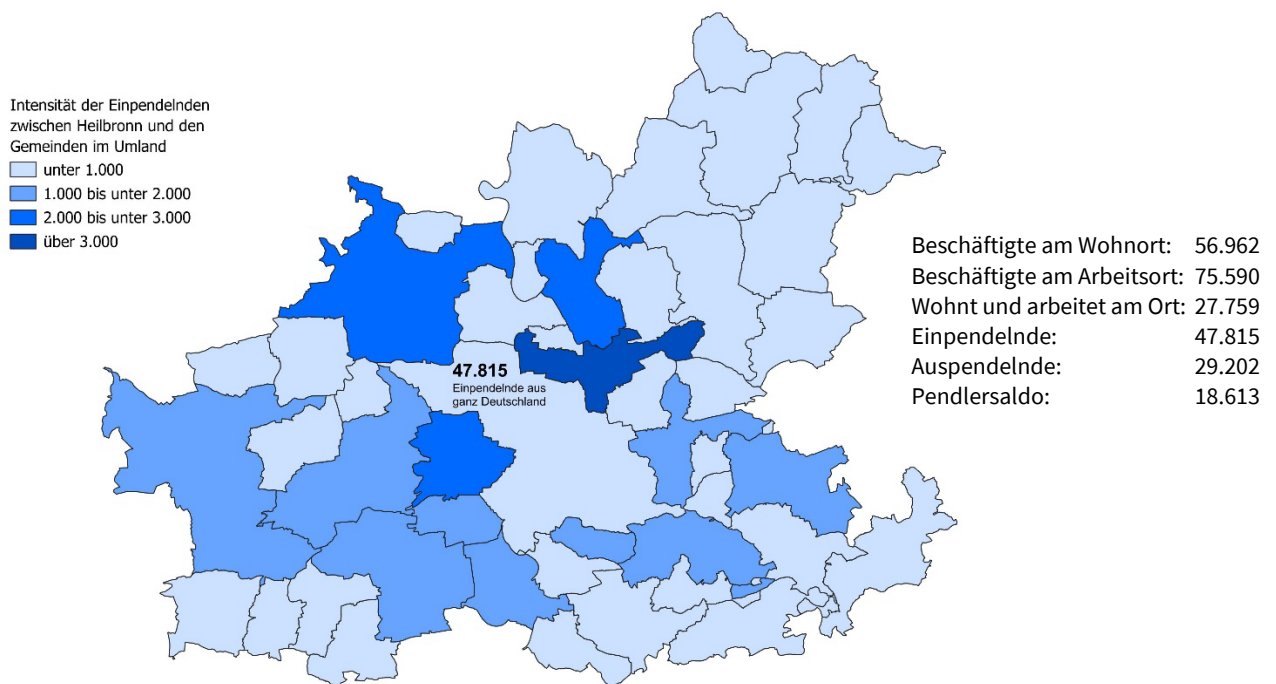 Intensität der Einpendelnden
zwischen Heilbronn und den
Gemeinden im Umland
unter 1.000
1.000 bis unter 2.000
2.000 bis unter 3.000
über 3.000
47.815
Einpendelnde aus
ganz Deutschland
Beschäftigte am Wohnort: 56.962
Beschäftigte am Arbeitsort: 75.590
Wohnt und arbeitet am Ort: 27.759
Einpendelnde: 47.815
Auspendelnde: 29.202
Pendlersaldo: 18.613